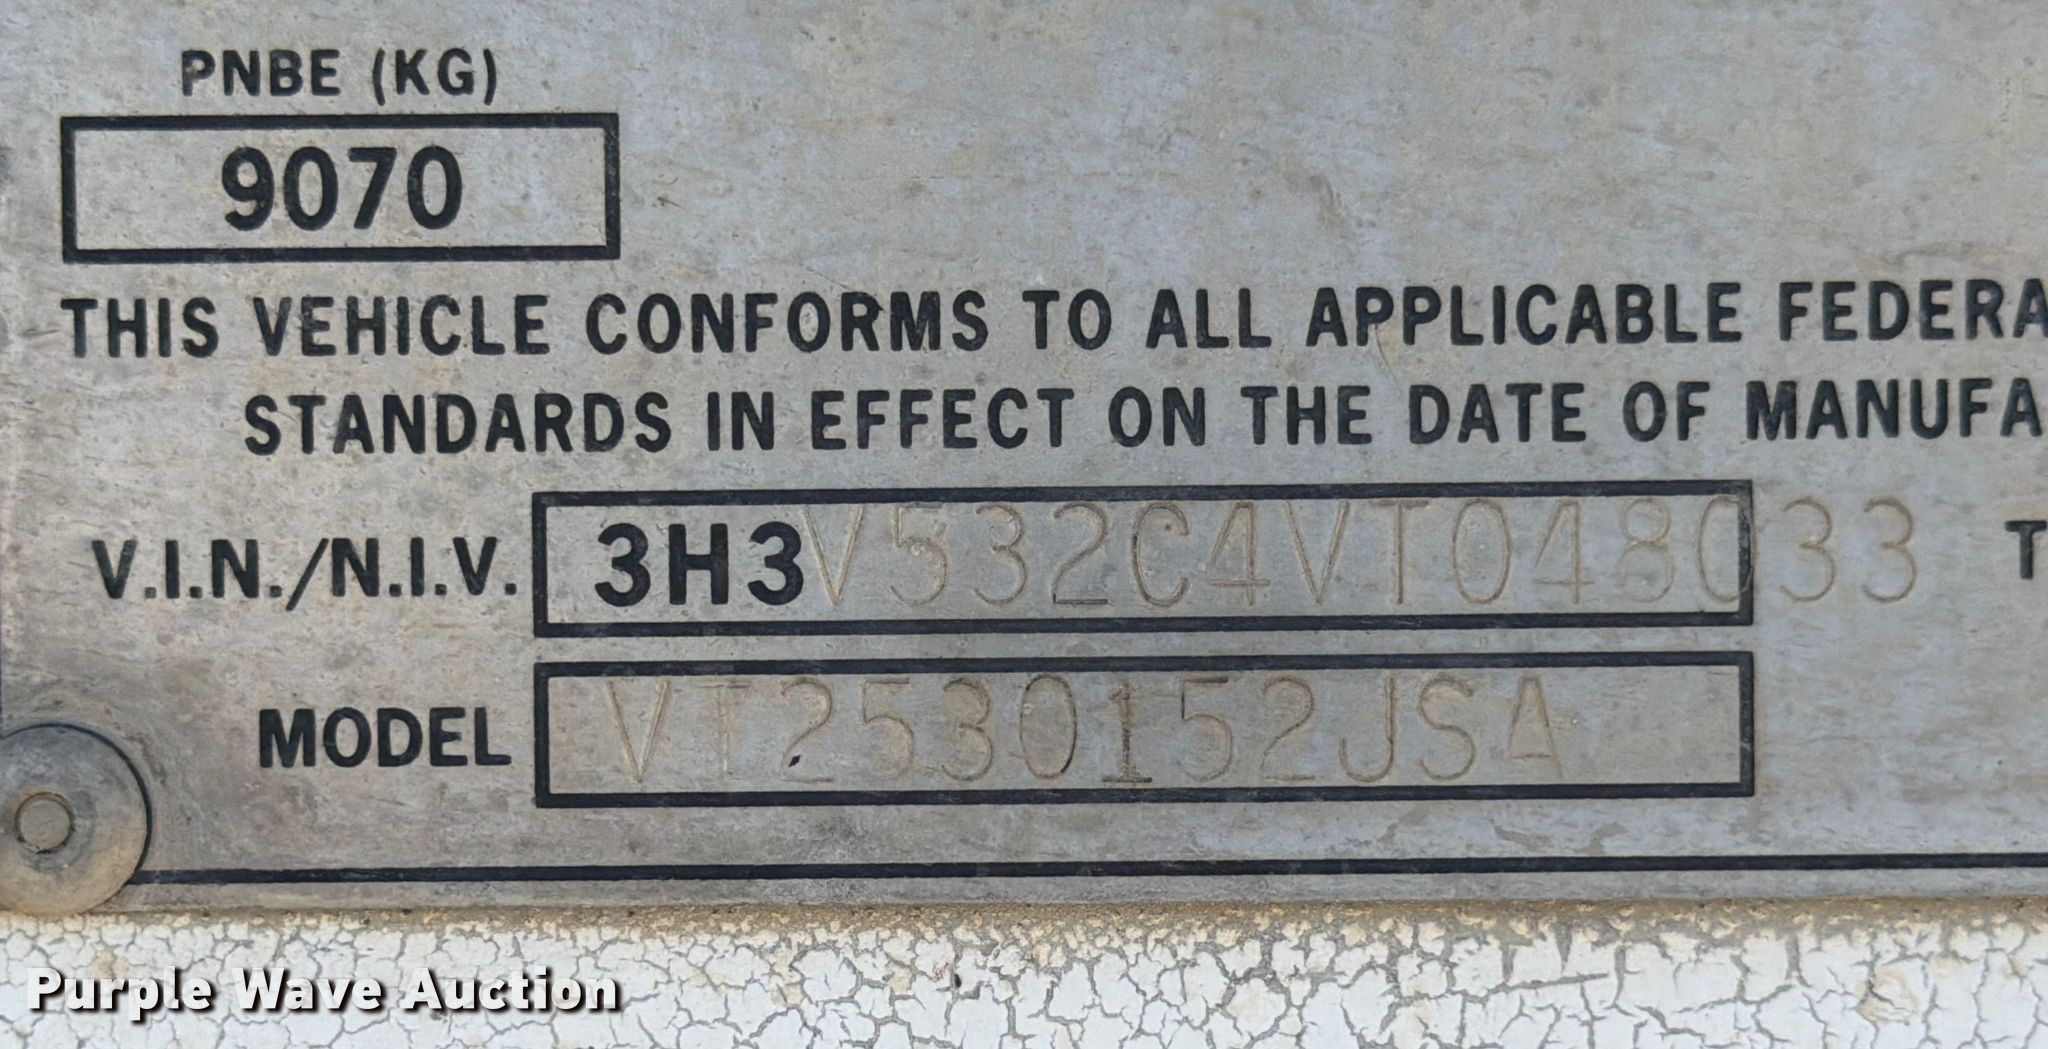 PNBE (KG)
9070
THIS VEHICLE CONFORMS TO ALL APPLICABLE FEDERA
STANDARDS IN EFFECT ON THE DATE OF MANUFA
V.I.N./N.I.V. 3H3V532C4VT048033 T
MODEL VT2530152JSA
Purple Wave Auction